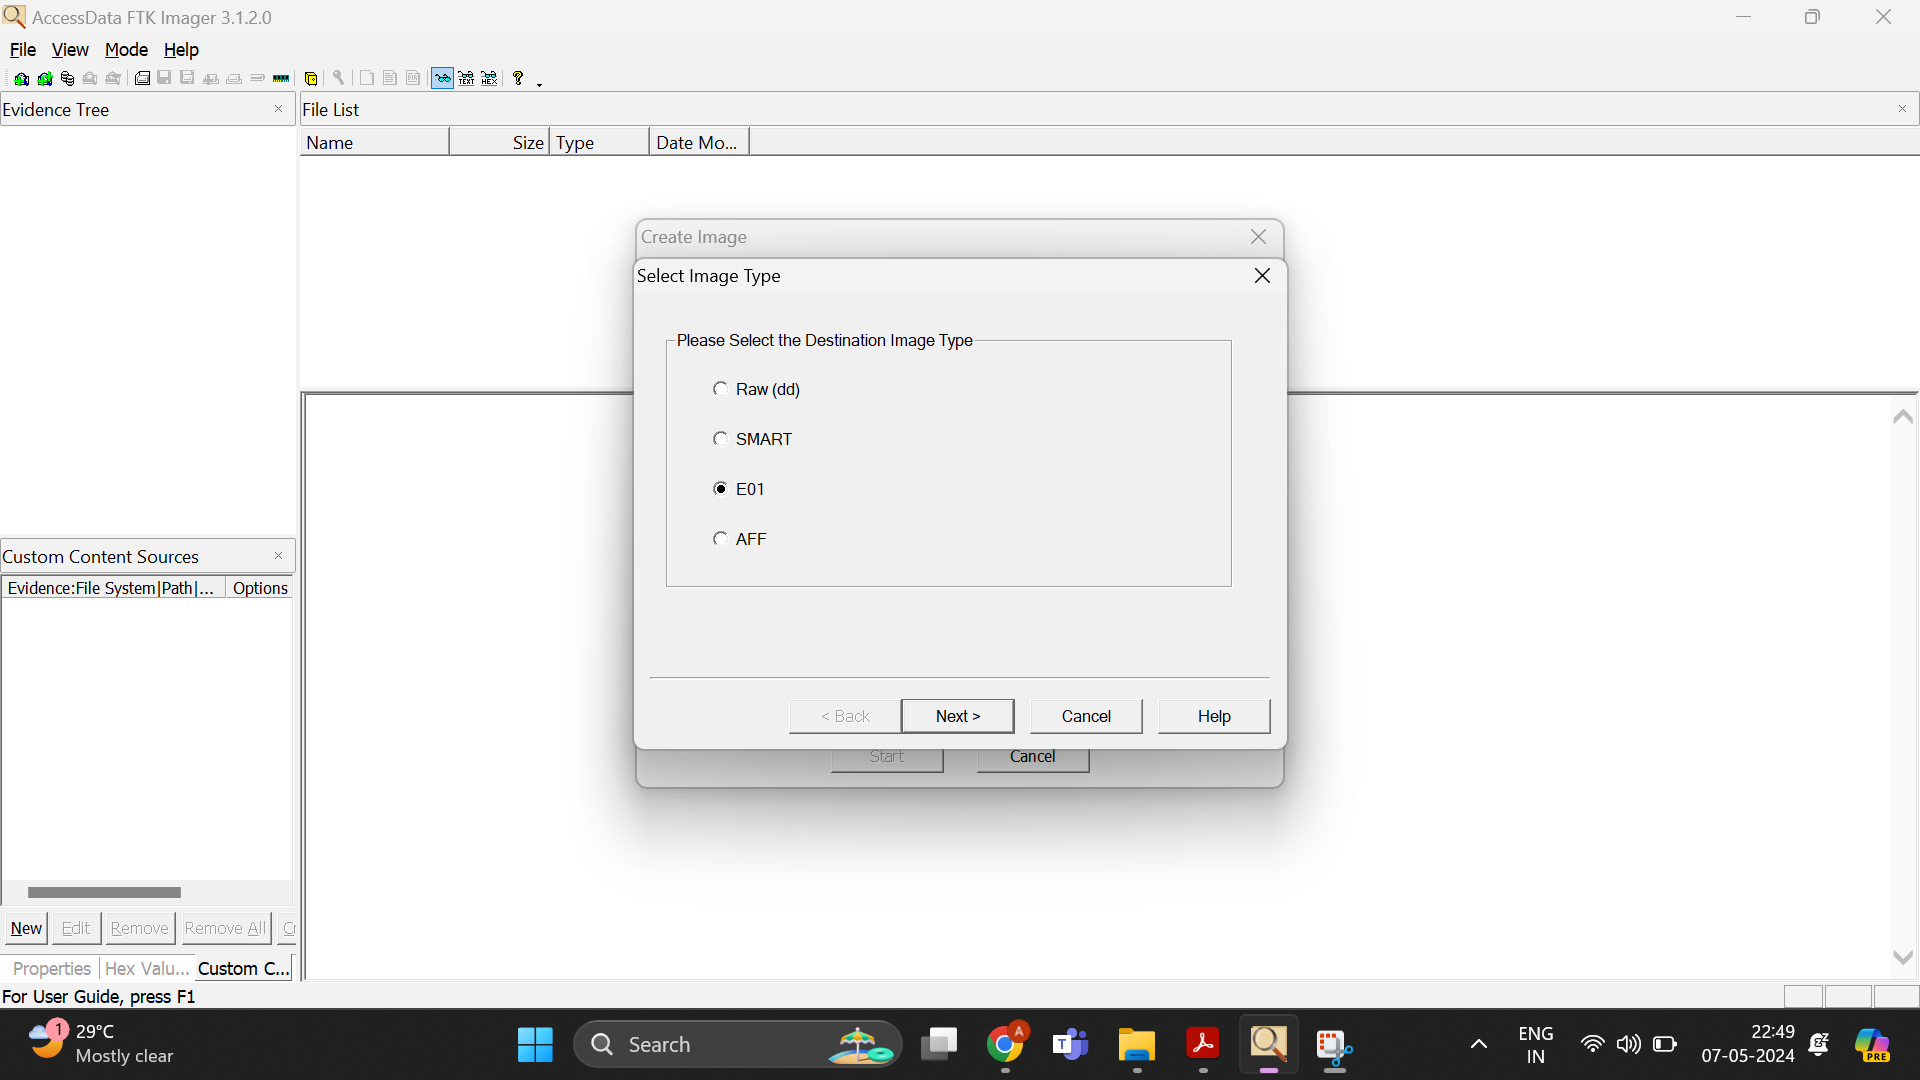 AccessData FTK Imager 3.1.2.0
File View Mode Help
TEXT HEX ?
Evidence Tree
File List
Name Size Type Date Mo...
Create Image
Select Image Type
Please Select the Destination Image Type
Raw (dd)
SMART
E01
AFF
< Back Next > Cancel Help
Start Cancel
Custom Content Sources
Evidence:File System|Path|... Options
New Edit Remove Remove All
Properties Hex Valu... Custom C...
For User Guide, press F1
1 29°C
Mostly clear
Search
A
T
ENG
IN
22:49
07-05-2024
PRE